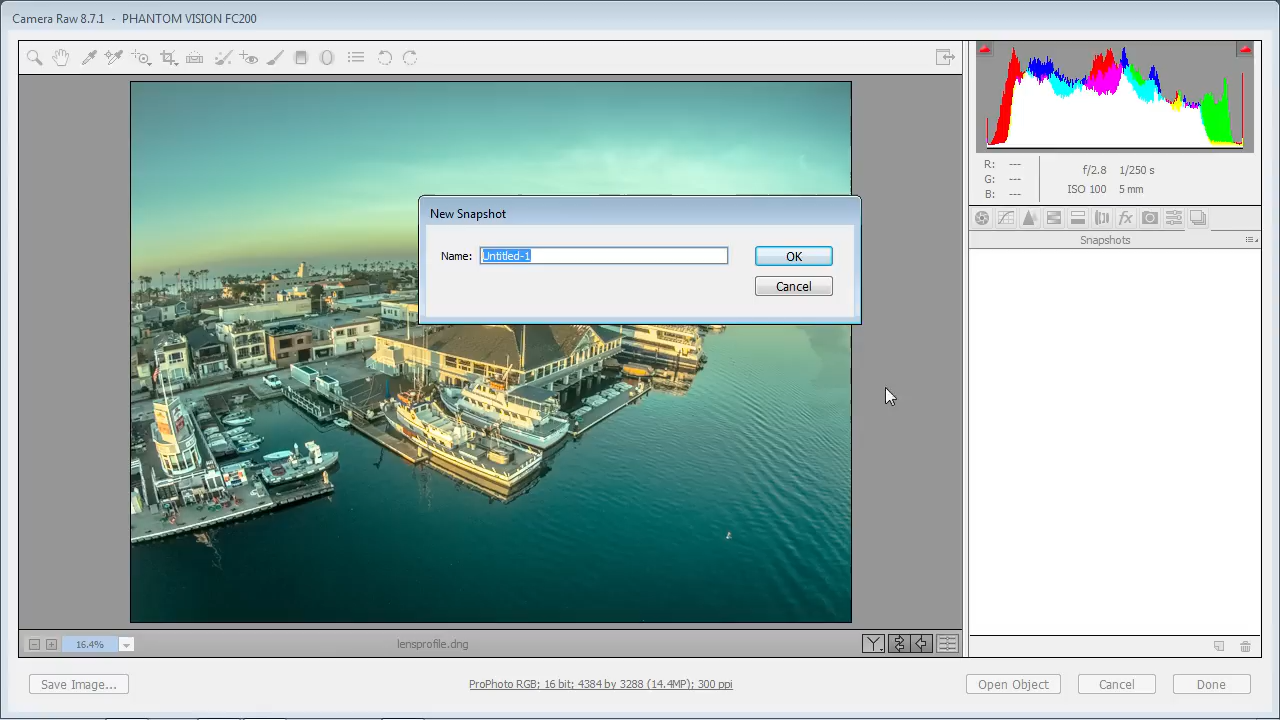 Camera Raw 8.7.1 - PHANTOM VISION FC200
R: ---
G: ---
B: ---
f/2.8 1/250 s
ISO 100 5 mm
fx
Snapshots
New Snapshot
Name: Untitled-1
OK
Cancel
16.4%
lensprofile.dng
Y
Save Image...
ProPhoto RGB; 16 bit; 4384 by 3288 (14.4MP); 300 ppi
Open Object
Cancel
Done